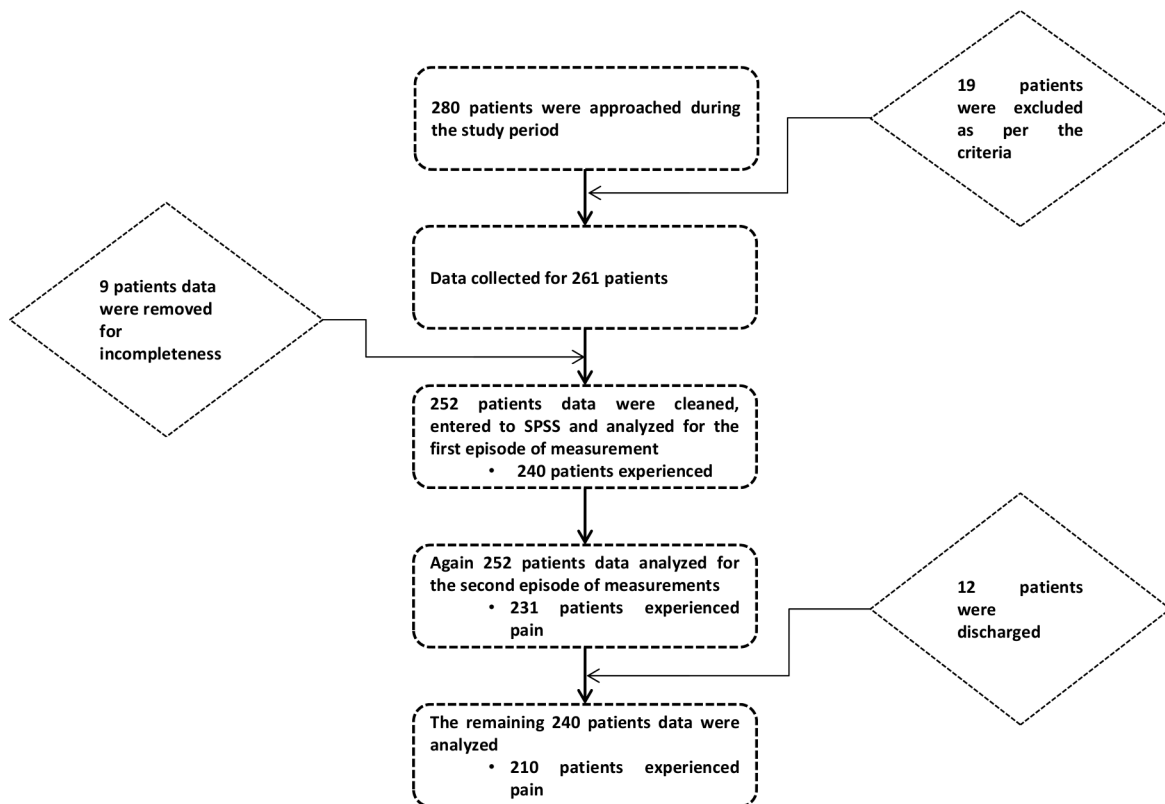 280 patients were approached during
the study period
19 patients
were excluded
as per the
criteria
Data collected for 261 patients
9 patients data
were removed
for
incompleteness
252 patients data were cleaned,
entered to SPSS and analyzed for the
first episode of measurement
• 240 patients experienced
Again 252 patients data analyzed for
the second episode of measurements
• 231 patients experienced
pain
12 patients
were
discharged
The remaining 240 patients data were
analyzed
• 210 patients experienced
pain